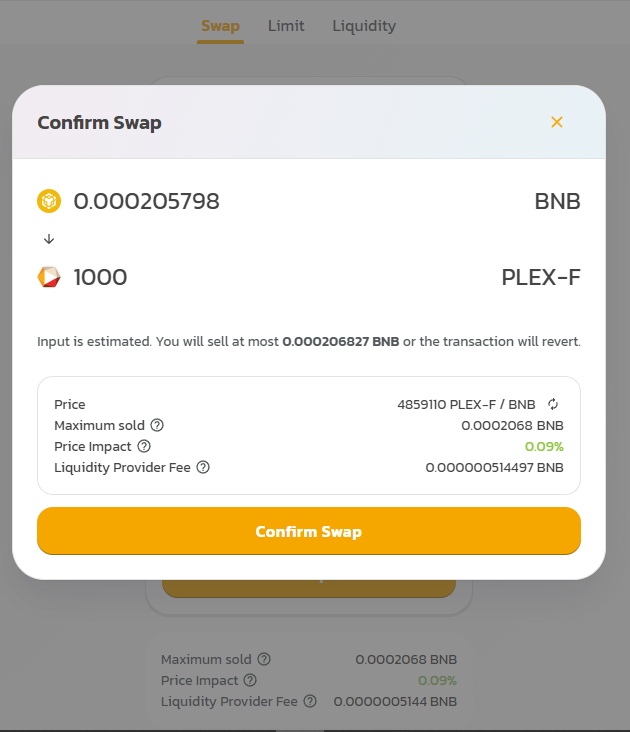 Swap Limit Liquidity
Confirm Swap
0.000205798 BNB
1000 PLEX-F
Input is estimated. You will sell at most 0.000206827 BNB or the transaction will revert.
Price 4859110 PLEX-F / BNB
Maximum sold 0.0002068 BNB
Price Impact 0.09%
Liquidity Provider Fee 0.000000514497 BNB
Confirm Swap
Maximum sold 0.0002068 BNB
Price Impact 0.09%
Liquidity Provider Fee 0.0000005144 BNB